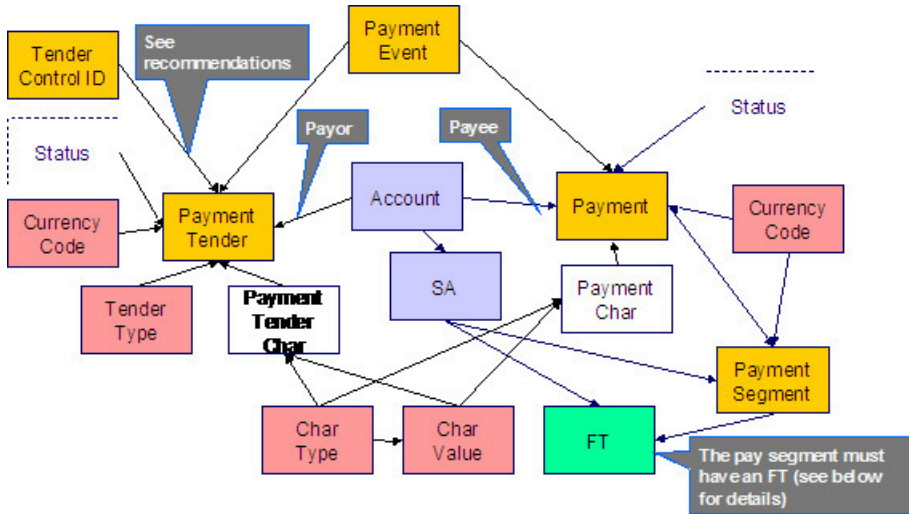 Tender
Control ID
See
recommendations
Payment
Event
Status
Payor
Payee
Status
Currency
Code
Payment
Tender
Account
Payment
Currency
Code
Tender
Type
Payment
Tender
Char
SA
Payment
Char
Payment
Segment
Char
Type
Char
Value
FT
The pay segment must
have an FT (see below
for details)